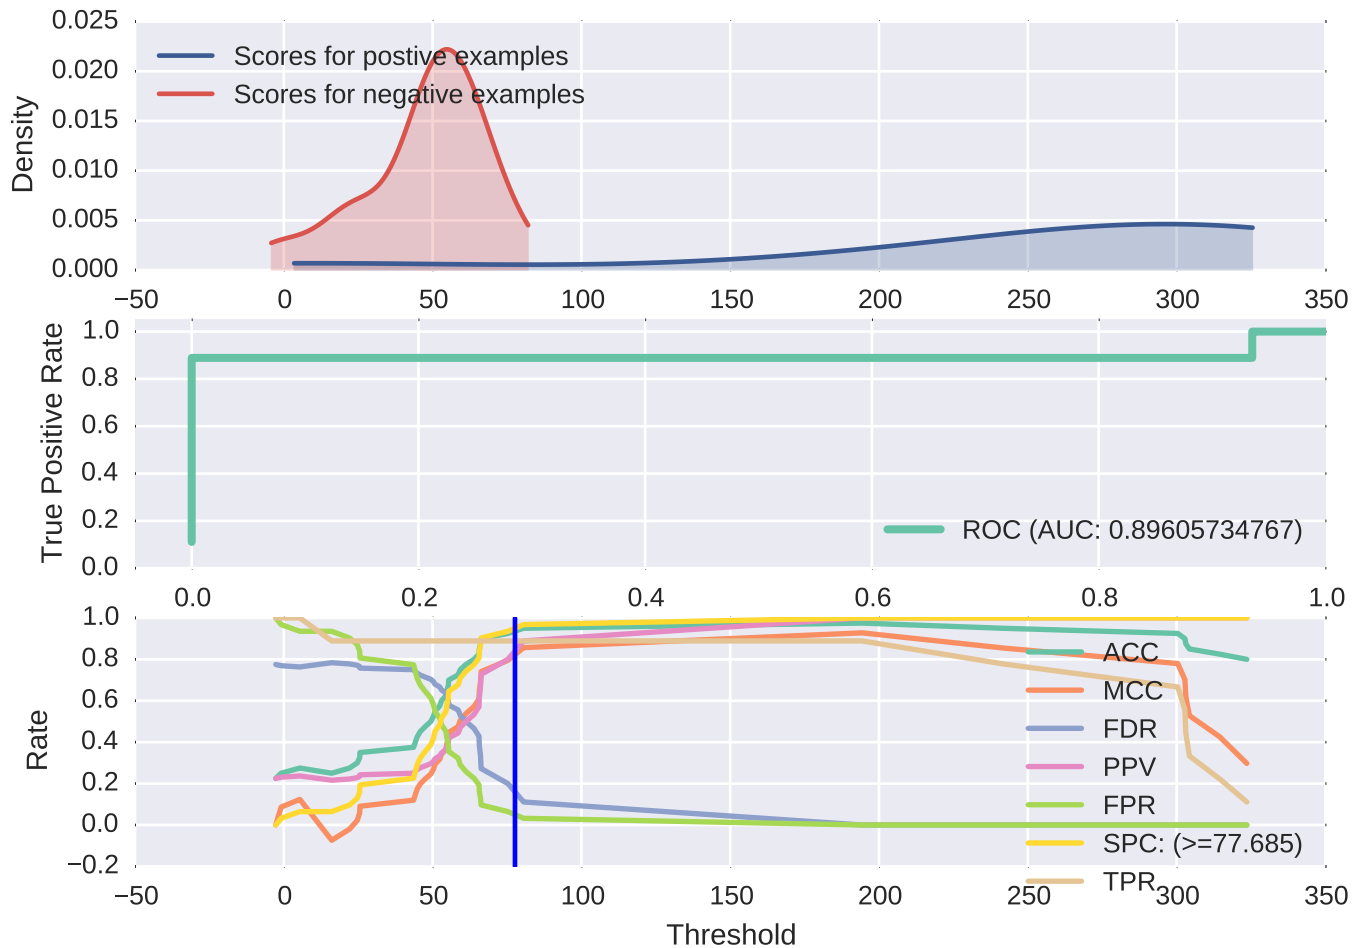 0.025
0.020
0.015
0.010
0.005
0.000
Density
Scores for postive examples
Scores for negative examples
−50 0 50 100 150 200 250 300 350
1.0
0.8
0.6
0.4
0.2
0.0
True Positive Rate
ROC (AUC: 0.89605734767)
0.0 0.2 0.4 0.6 0.8 1.0
1.0
0.8
0.6
0.4
0.2
0.0
−0.2
Rate
ACC
MCC
FDR
PPV
FPR
SPC: (>=77.685)
TPR
−50 0 50 100 150 200 250 300 350
Threshold